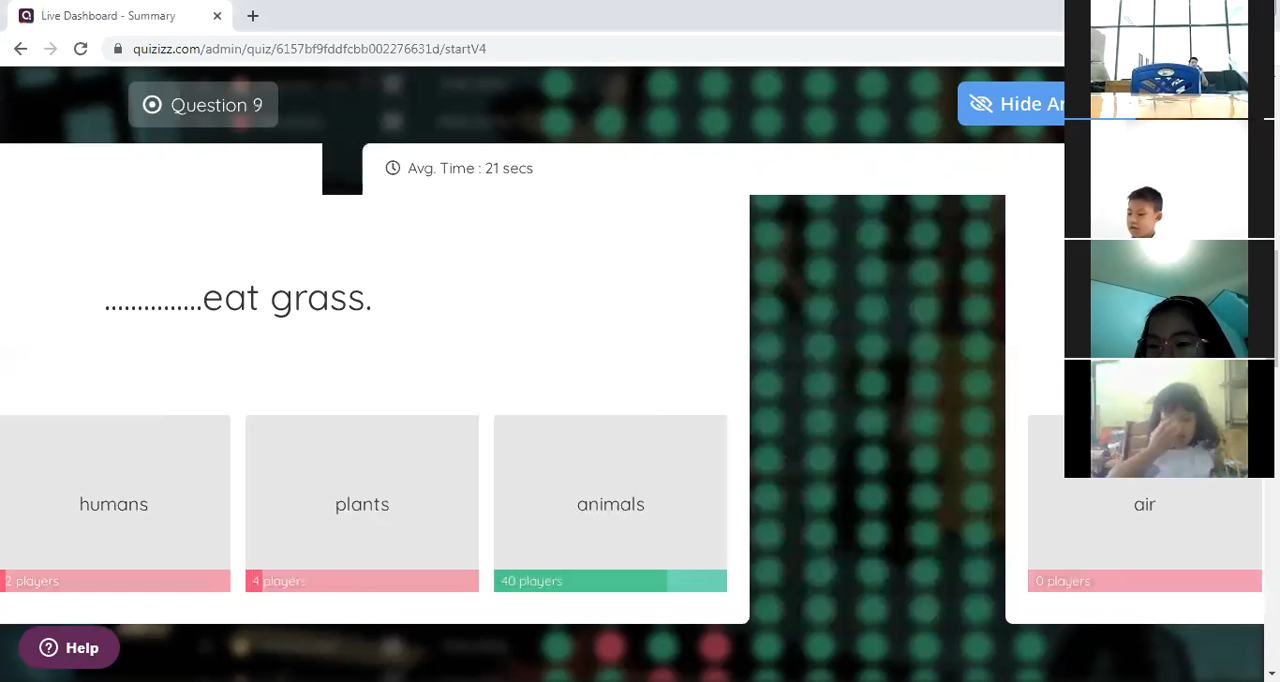 Live Dashboard - Summary
quizizz.com/admin/quiz/6157bf9fddfcbb002276631d/startV4
Question 9
Hide
Avg. Time : 21 secs
...............eat grass.
humans
plants
animals
air
2 players
4 players
40 players
0 players
Help